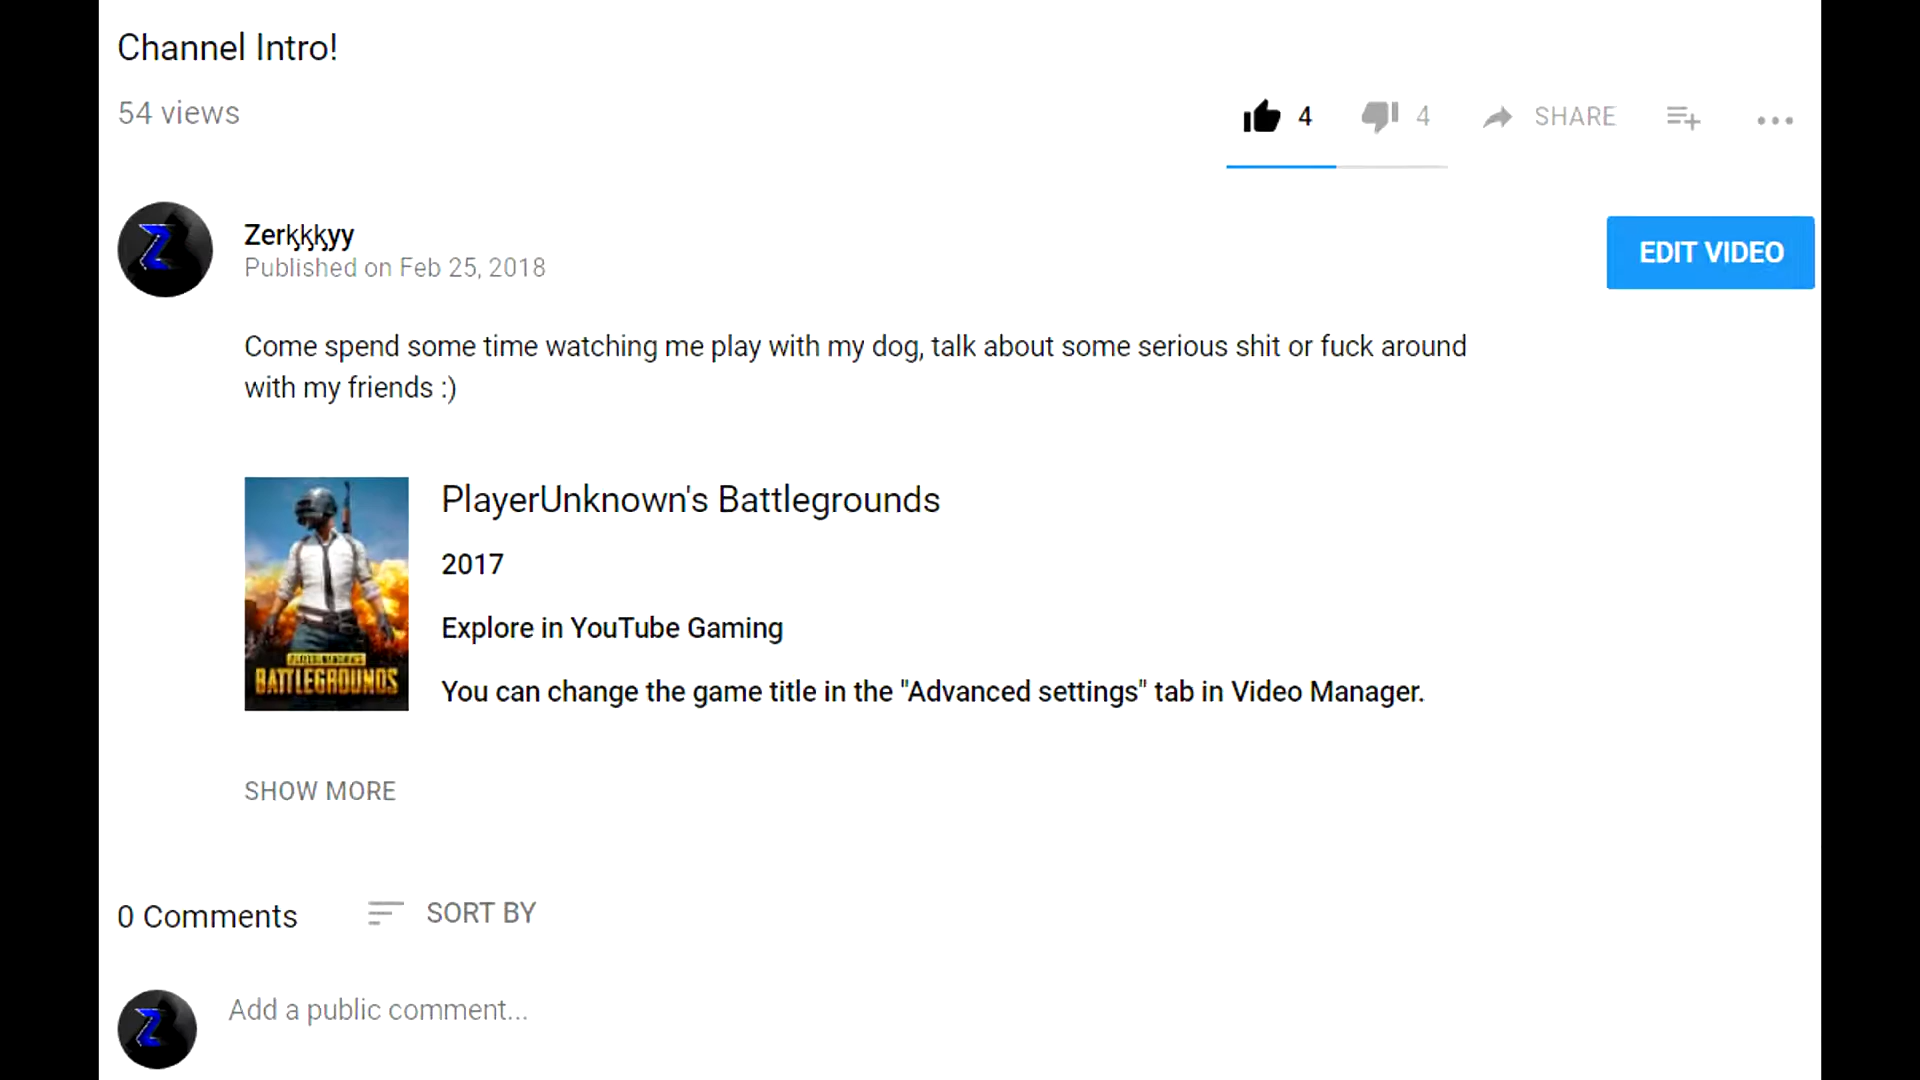 Channel Intro!
54 views
4
4
SHARE
Zerķķķyy
Published on Feb 25, 2018
EDIT VIDEO
Come spend some time watching me play with my dog, talk about some serious shit or fuck around
with my friends :)
PlayerUnknown's Battlegrounds
2017
Explore in YouTube Gaming
You can change the game title in the "Advanced settings" tab in Video Manager.
BATTLEGROUNDS
SHOW MORE
0 Comments
SORT BY
Z
Add a public comment...